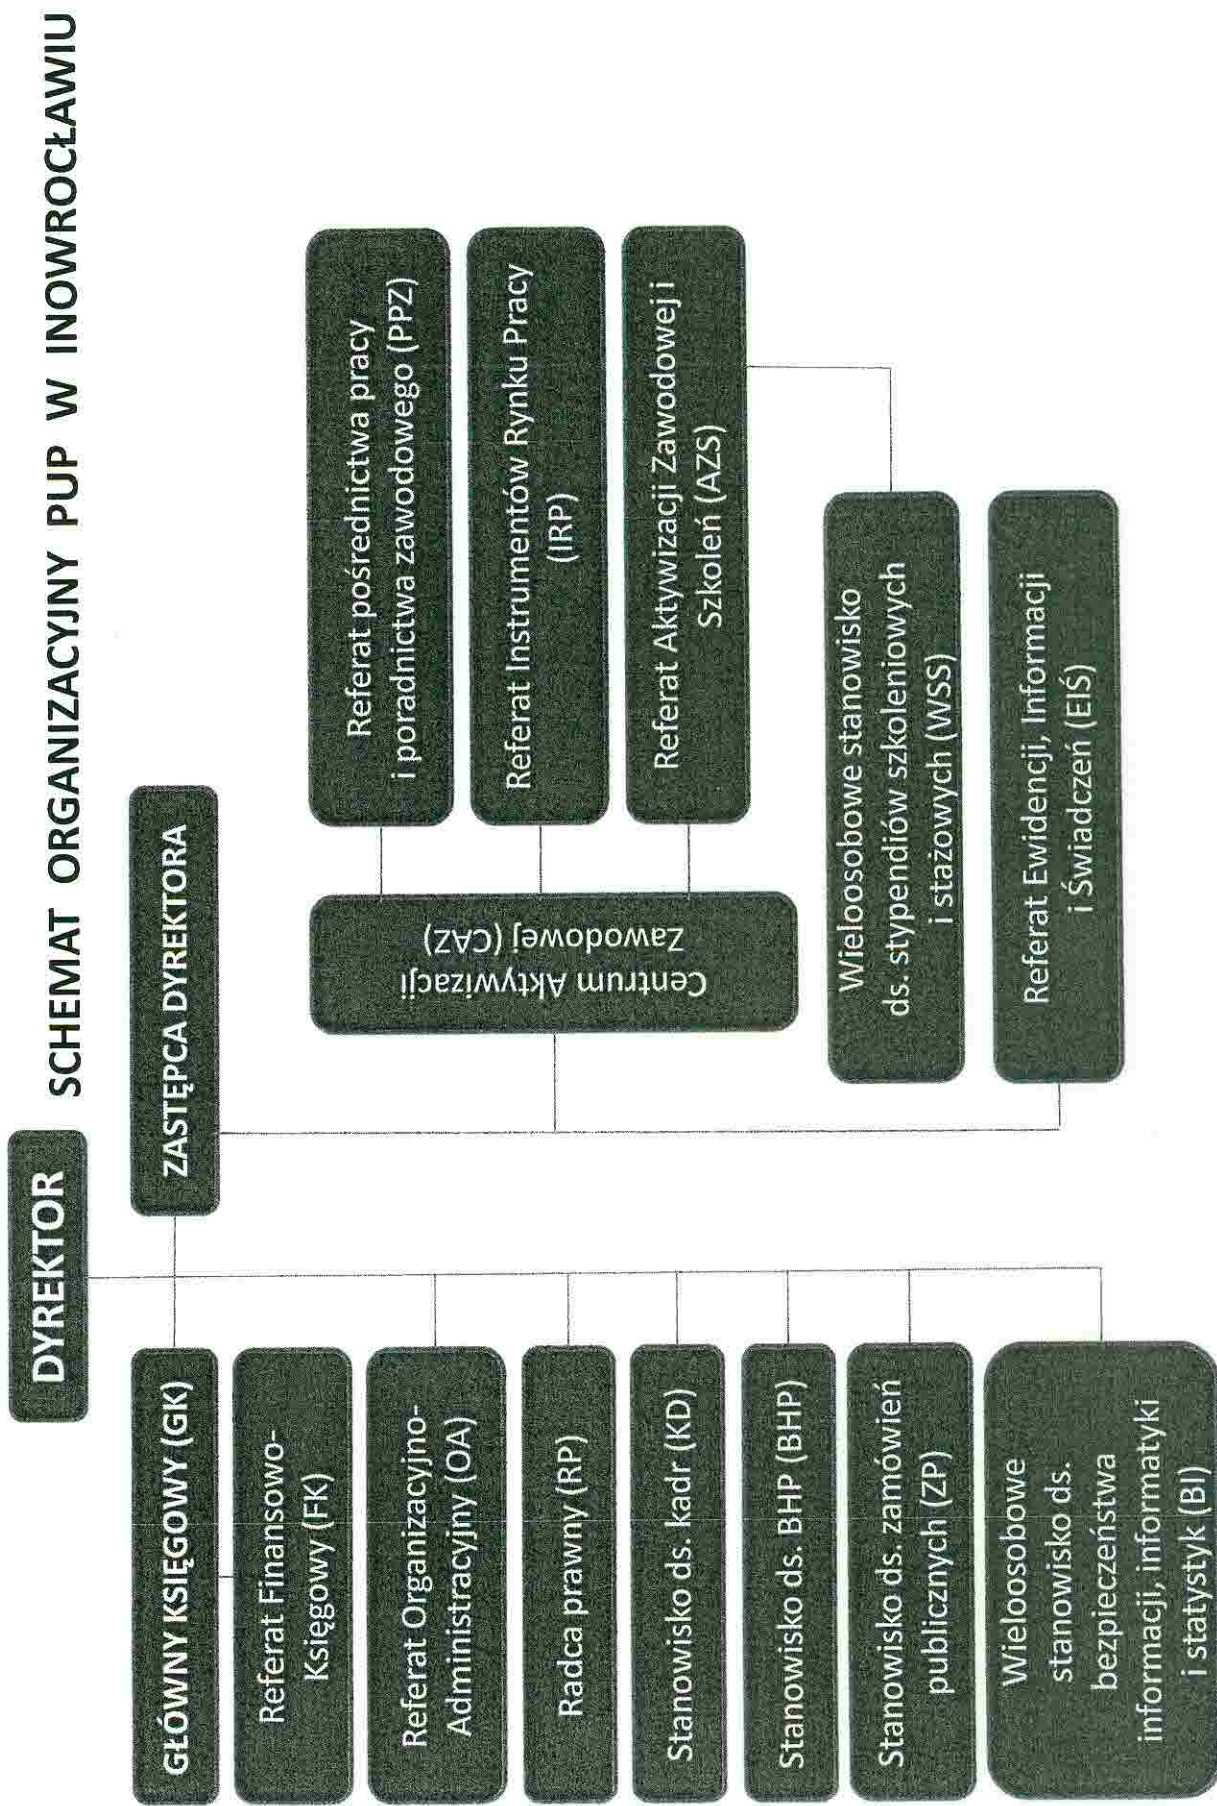 SCHEMAT ORGANIZACYJNY PUP W INOWROCŁAWIU
DYREKTOR
ZASTĘPCA DYREKTORA
GŁÓWNY KSIĘGOWY (GK)
Referat Finansowo-
Księgowy (FK)
Referat Organizacyjno-
Administracyjny (OA)
Radca prawny (RP)
Stanowisko ds. kadr (KD)
Stanowisko ds. BHP (BHP)
Stanowisko ds. zamówień
publicznych (ZP)
Wieloosobowe
stanowisko ds.
bezpieczeństwa
informacji, informatyki
i statystyk (BI)
Centrum Aktywizacji
Zawodowej (CAZ)
Referat pośrednictwa pracy
i poradnictwa zawodowego (PPZ)
Referat Instrumentów Rynku Pracy
(IRP)
Referat Aktywizacji Zawodowej i
Szkoleń (AZS)
Wieloosobowe stanowisko
ds. stypendiów szkoleniowych
i stażowych (WSS)
Referat Ewidencji, Informacji
i Świadczeń (EIŚ)